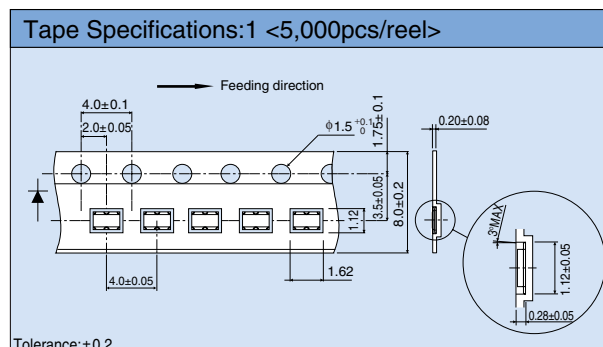 Tape Specifications:1 <5,000pcs/reel>
Feeding direction
4.0±0.1
2.0±0.05
ϕ1.5 +0.1 0
1.75±0.1
0.20±0.08
3.5±0.05
8.0±0.2
1.12
4.0±0.05
1.62
3°MAX
1.12±0.05
0.28±0.05
Tolerance:±0.2